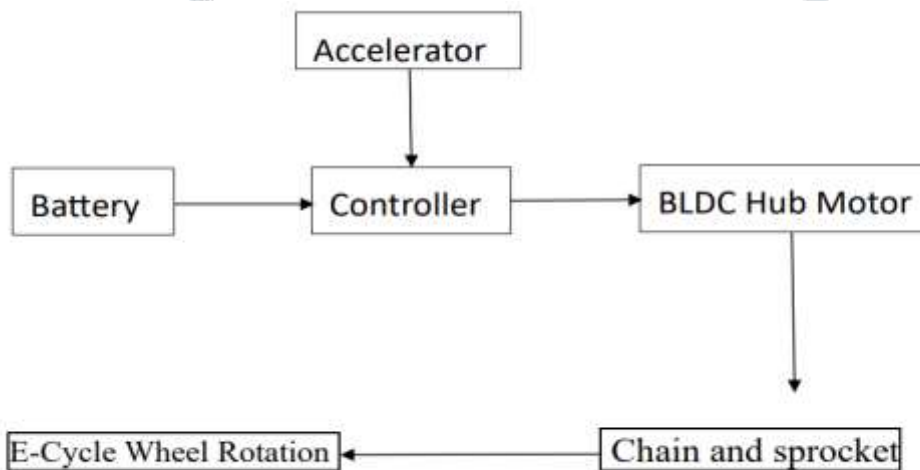 Accelerator
Battery
Controller
BLDC Hub Motor
E-Cycle Wheel Rotation
Chain and sprocket